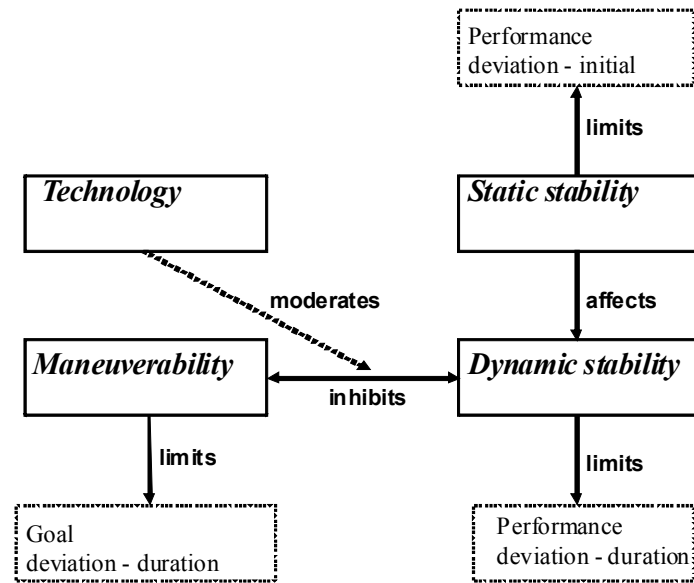 Performance
deviation - initial
limits
Technology
Static stability
moderates
affects
Maneuverability
Dynamic stability
inhibits
limits
limits
Goal
deviation - duration
Performance
deviation - duration